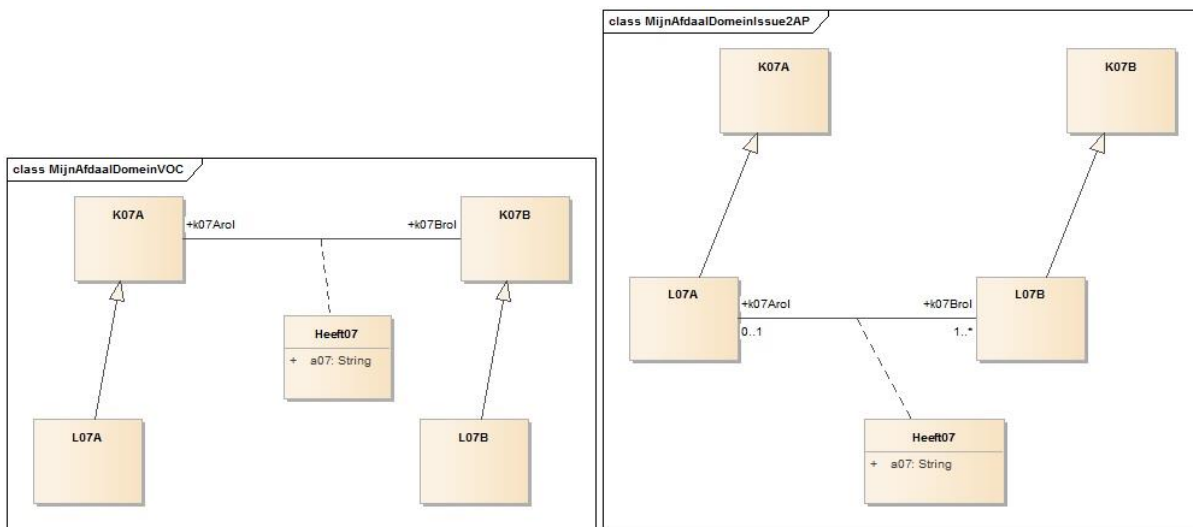 class MijnAfdaalDomeinVOC
K07A
K07B
+k07Arol
+k07Brol
Heeft07
+ a07: String
L07A
L07B
class MijnAfdaalDomeinIssue2AP
K07A
K07B
L07A
L07B
+k07Arol
+k07Brol
0..1
1..*
Heeft07
+ a07: String